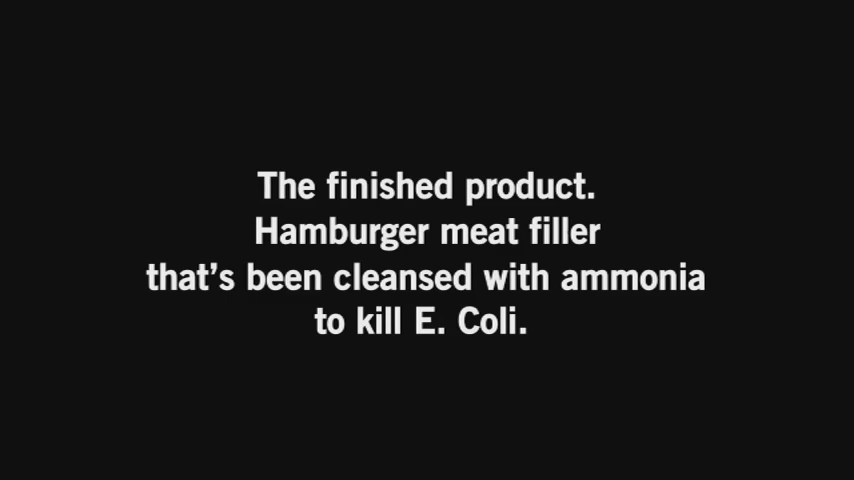 The finished product.
Hamburger meat filler
that's been cleansed with ammonia
to kill E. Coli.